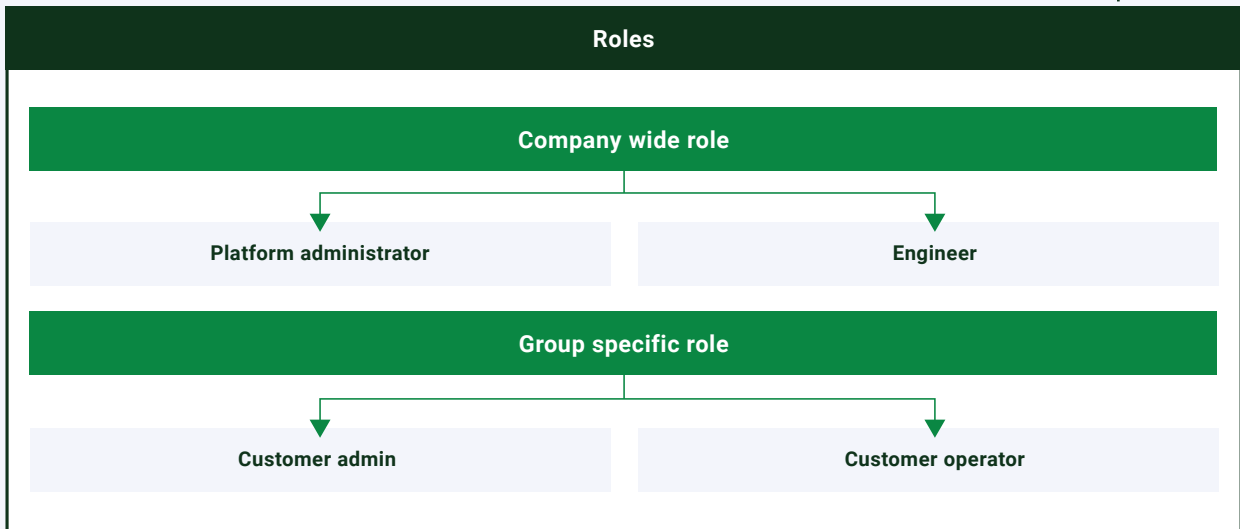 Roles
Company wide role
Platform administrator
Engineer
Group specific role
Customer admin
Customer operator